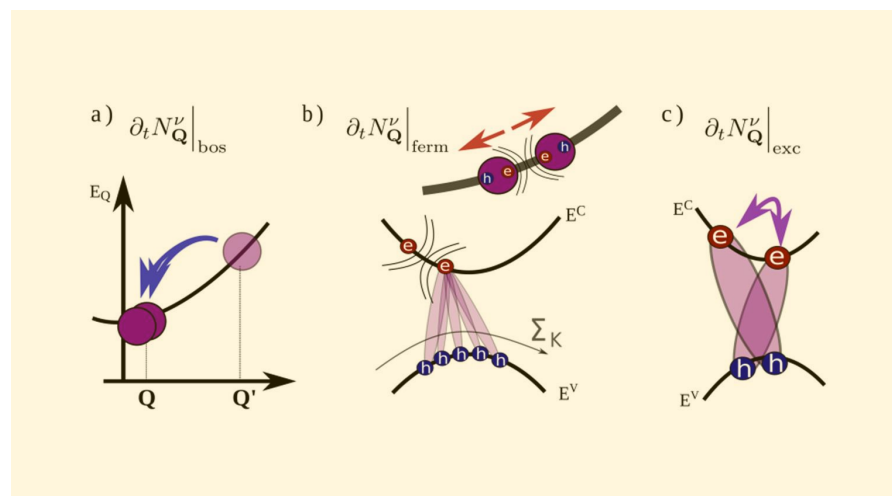 a) ∂ₜN^ν_Q|bos
b) ∂ₜN^ν_Q|ferm
c) ∂ₜN^ν_Q|exc
h e e h
E_Q
Q Q'
e e E^C
Σ_K
h h h h h
E^V
E^C
e e
h h
E^V